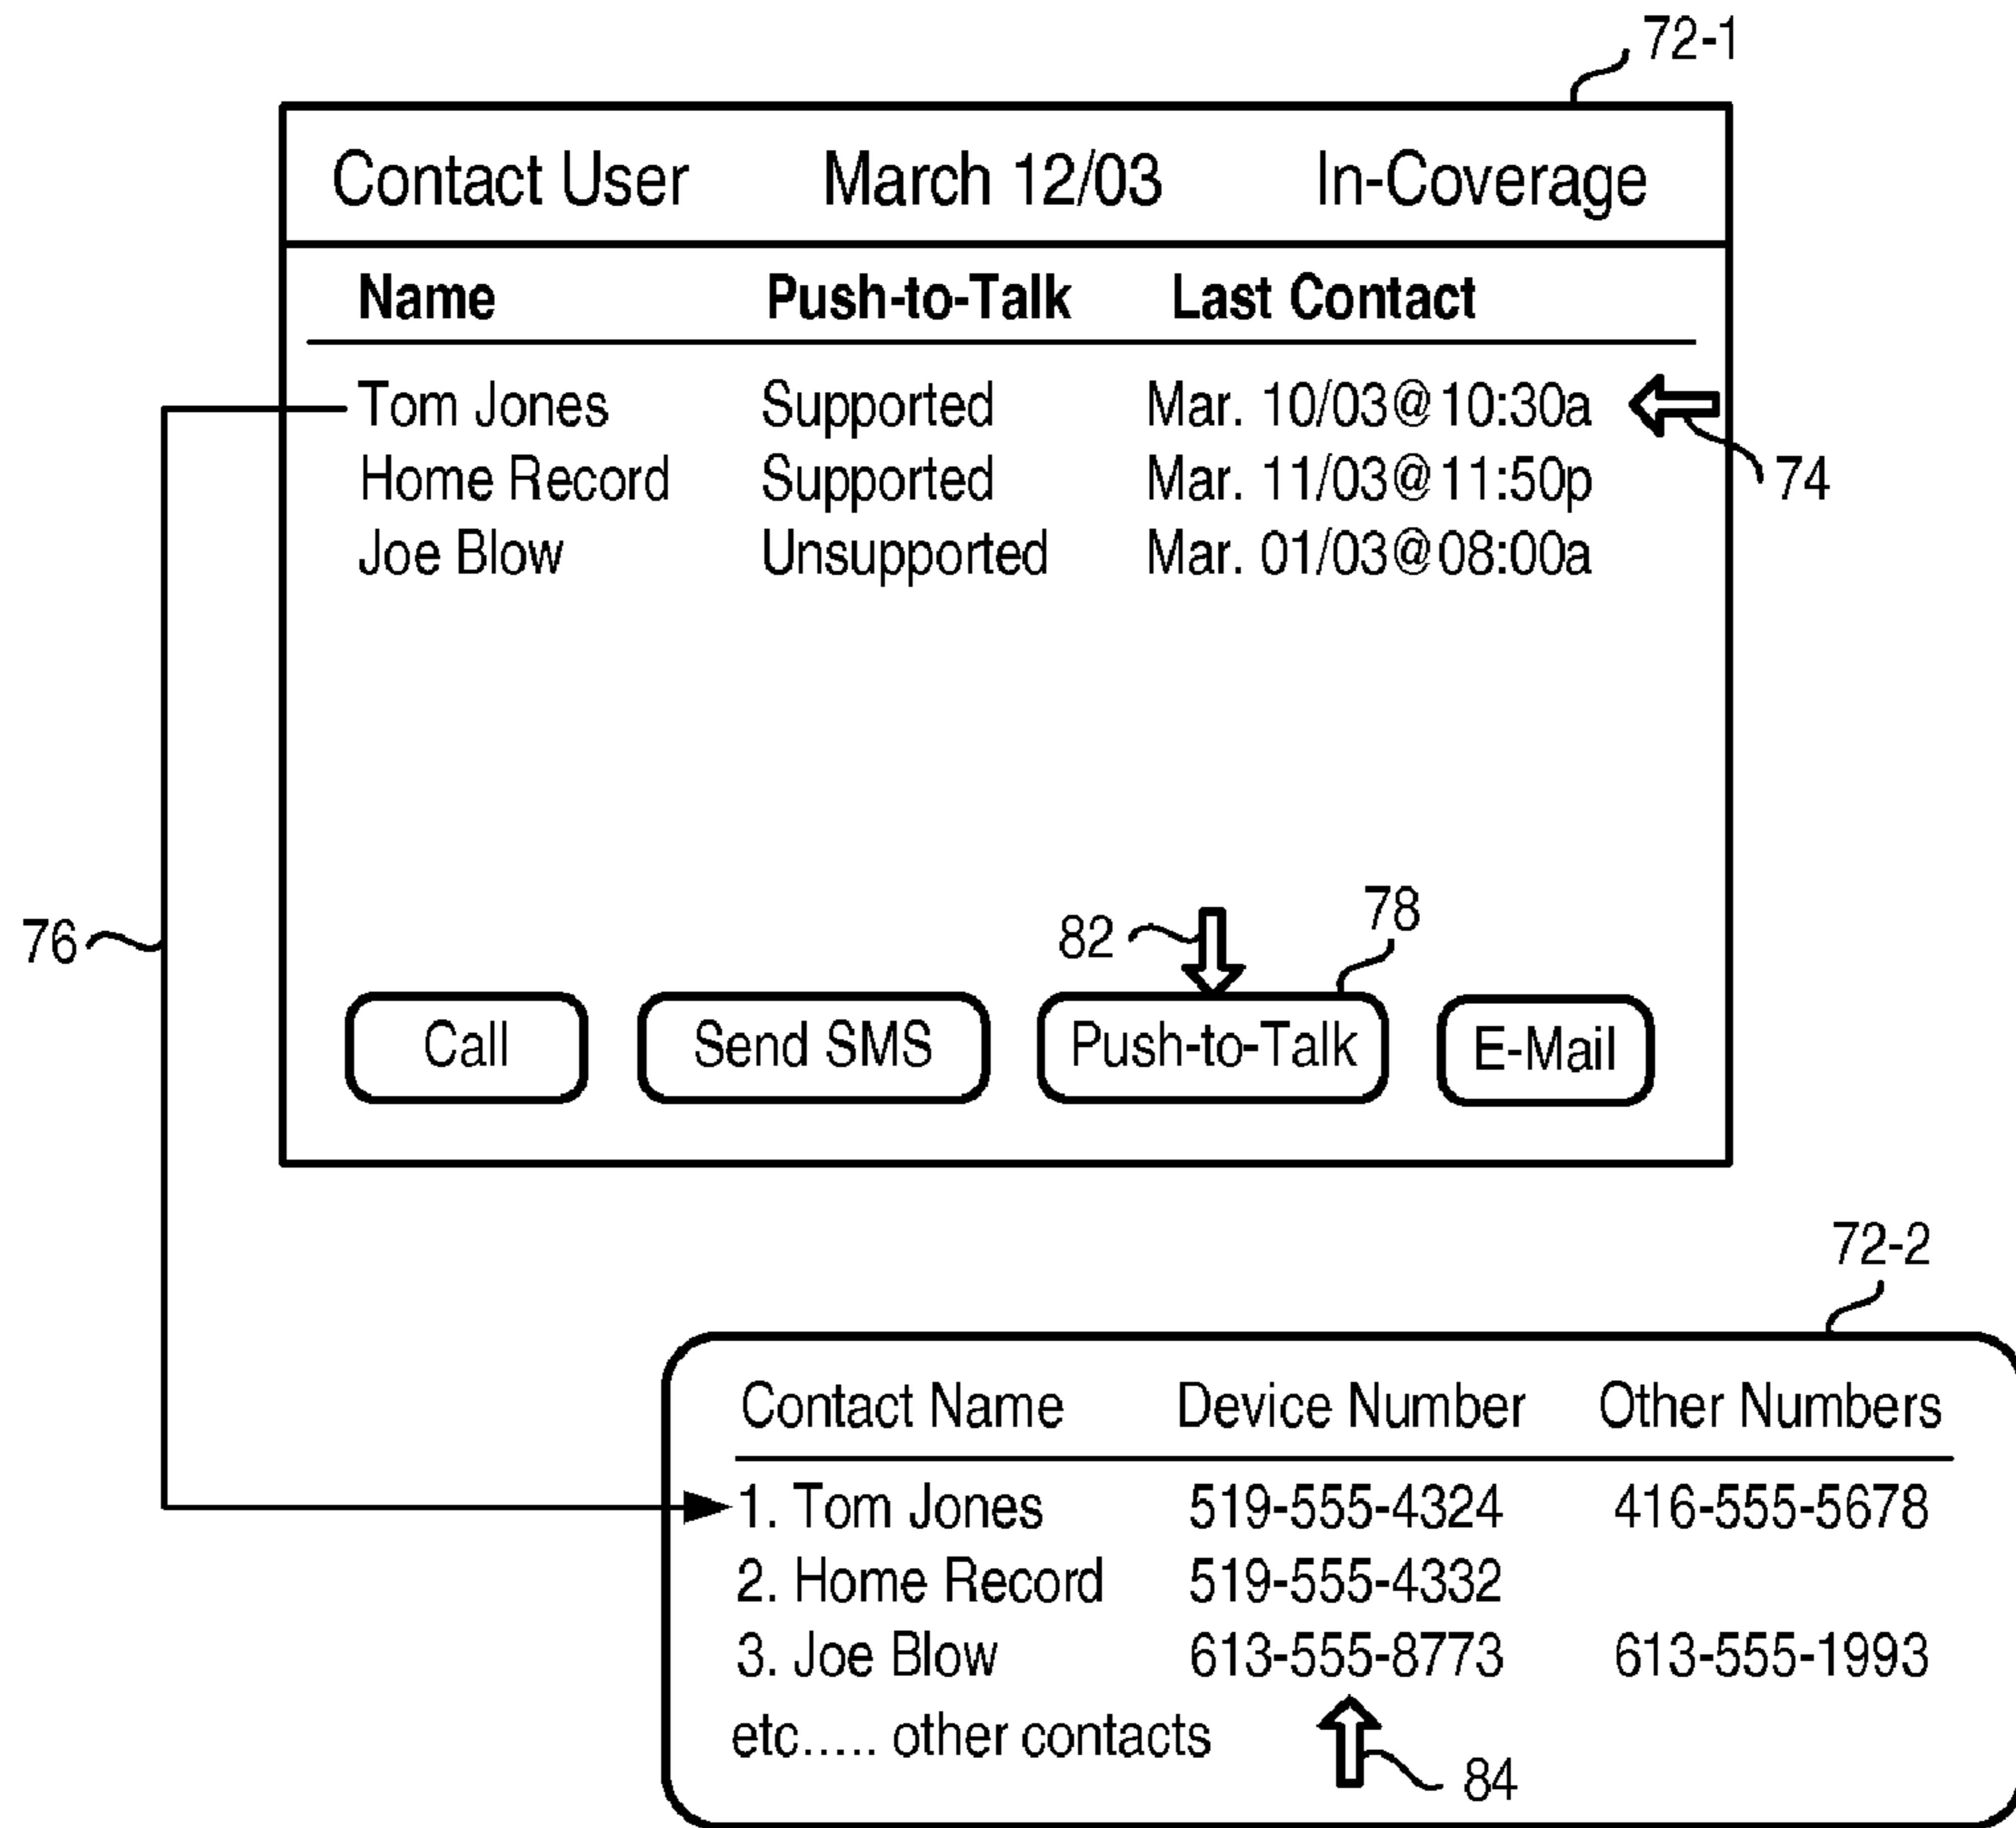 72-1
Contact User March 12/03 In-Coverage
Name Push-to-Talk Last Contact
Tom Jones Supported Mar. 10/03@10:30a
74
Home Record Supported Mar. 11/03@11:50p
Joe Blow Unsupported Mar. 01/03@08:00a
76
82
78
Call Send SMS Push-to-Talk E-Mail
72-2
Contact Name Device Number Other Numbers
1. Tom Jones 519-555-4324 416-555-5678
2. Home Record 519-555-4332
3. Joe Blow 613-555-8773 613-555-1993
etc..... other contacts
84